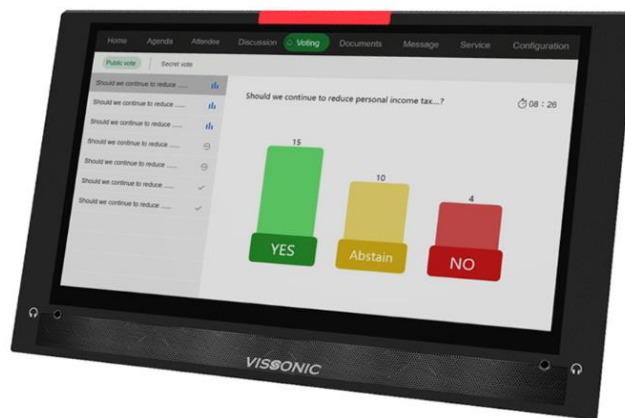 Home Agenda Attendee Discussion Voting Documents Message Service Configuration
Public vote Secret vote
Should we continue to reduce ......
Should we continue to reduce ......
Should we continue to reduce ......
Should we continue to reduce ......
Should we continue to reduce ......
Should we continue to reduce ......
Should we continue to reduce ......
Should we continue to reduce personal income tax...?
08 : 26
15
10
4
YES
Abstain
NO
VISSONIC